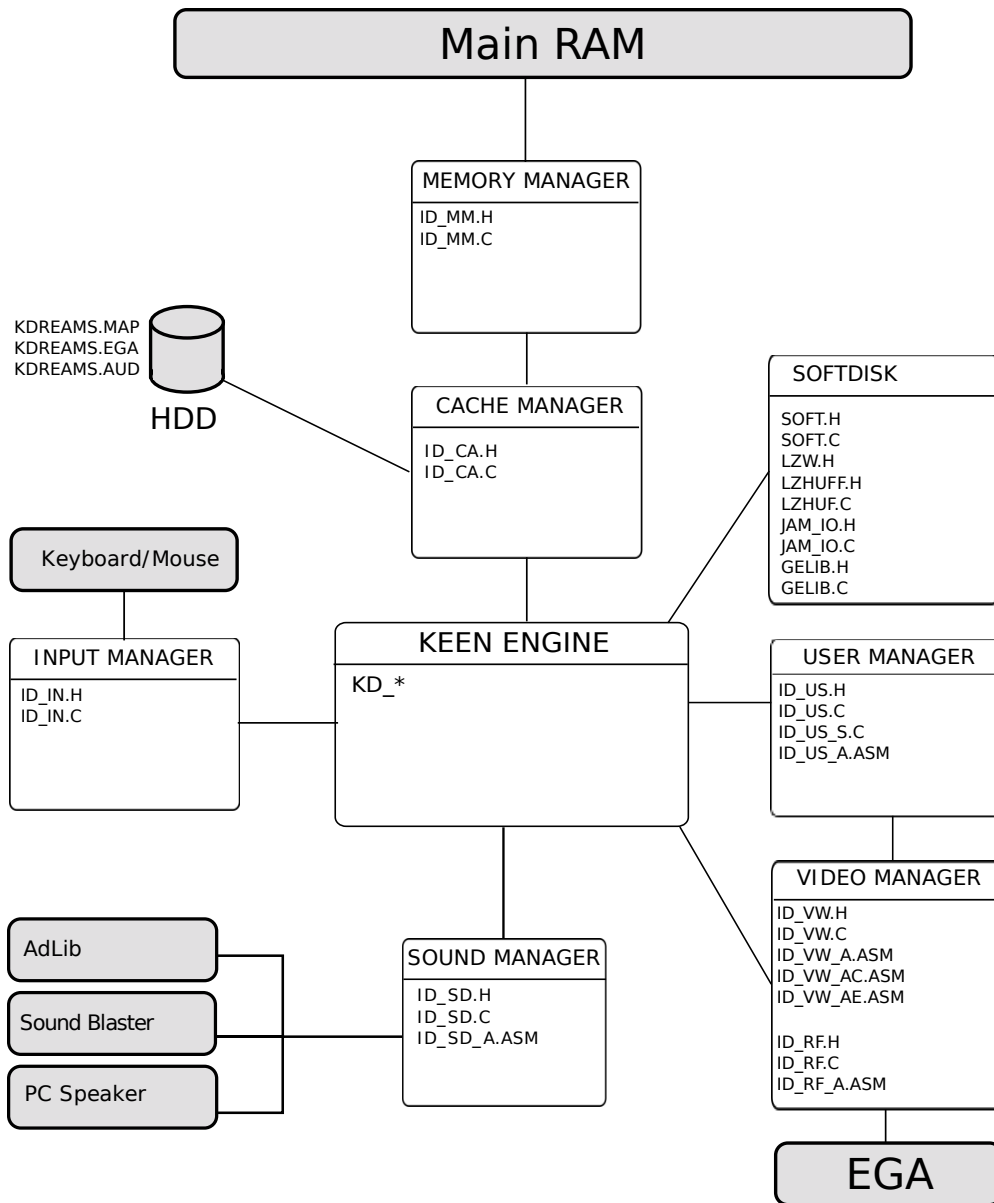 Main RAM
MEMORY MANAGER
ID_MM.H
ID_MM.C
KDREAMS.MAP
KDREAMS.EGA
KDREAMS.AUD
HDD
CACHE MANAGER
ID_CA.H
ID_CA.C
SOFTDISK
SOFT.H
SOFT.C
LZW.H
LZHUFF.H
LZHUF.C
JAM_IO.H
JAM_IO.C
GELIB.H
GELIB.C
Keyboard/Mouse
INPUT MANAGER
ID_IN.H
ID_IN.C
KEEN ENGINE
KD_*
USER MANAGER
ID_US.H
ID_US.C
ID_US_S.C
ID_US_A.ASM
VIDEO MANAGER
ID_VW.H
ID_VW.C
ID_VW_A.ASM
ID_VW_AC.ASM
ID_VW_AE.ASM
ID_RF.H
ID_RF.C
ID_RF_A.ASM
AdLib
Sound Blaster
PC Speaker
SOUND MANAGER
ID_SD.H
ID_SD.C
ID_SD_A.ASM
EGA